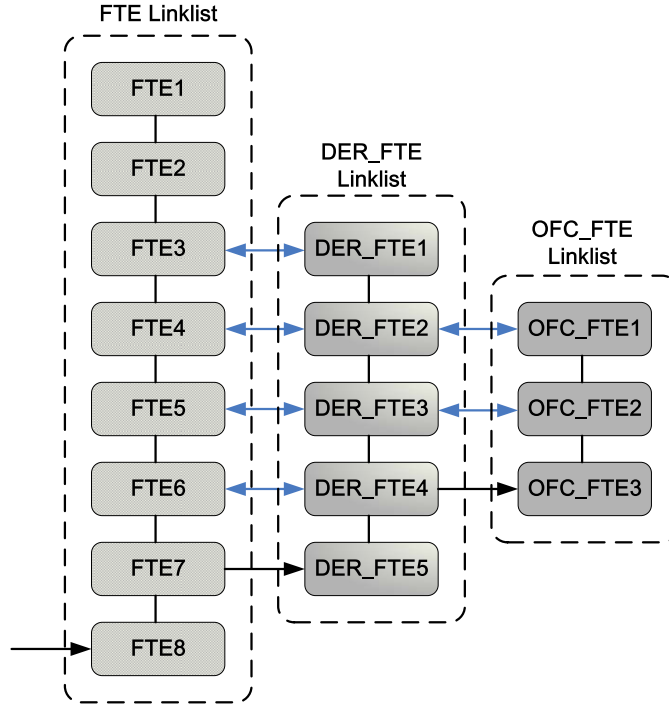 FTE Linklist
FTE1
FTE2
FTE3
FTE4
FTE5
FTE6
FTE7
FTE8
DER_FTE
Linklist
DER_FTE1
DER_FTE2
DER_FTE3
DER_FTE4
DER_FTE5
OFC_FTE
Linklist
OFC_FTE1
OFC_FTE2
OFC_FTE3